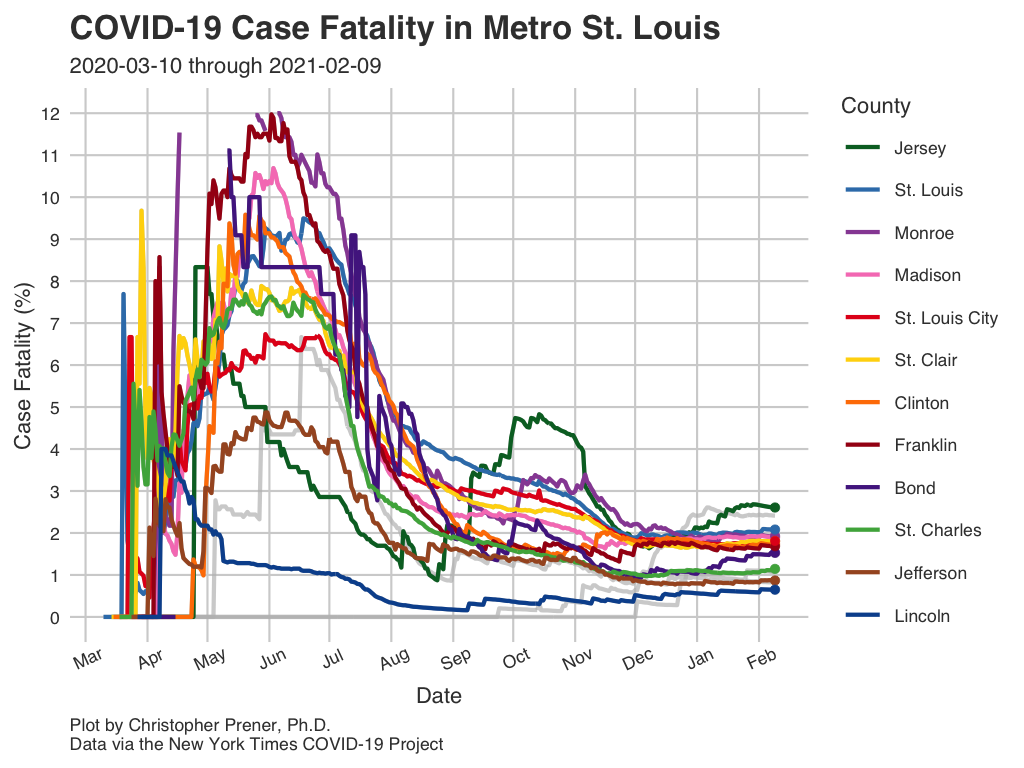 COVID-19 Case Fatality in Metro St. Louis
2020-03-10 through 2021-02-09
Case Fatality (%)
12
11
10
9
8
7
6
5
4
3
2
1
0
Mar Apr May Jun Jul Aug Sep Oct Nov Dec Jan Feb
Date
County
Jersey
St. Louis
Monroe
Madison
St. Louis City
St. Clair
Clinton
Franklin
Bond
St. Charles
Jefferson
Lincoln
Plot by Christopher Prener, Ph.D.
Data via the New York Times COVID-19 Project